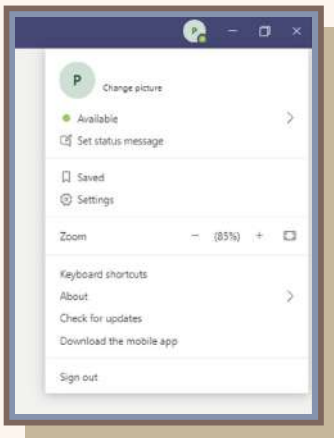 P
P
Change picture
Available
Set status message
Saved
Settings
Zoom - (85%) +
Keyboard shortcuts
About
Check for updates
Download the mobile app
Sign out